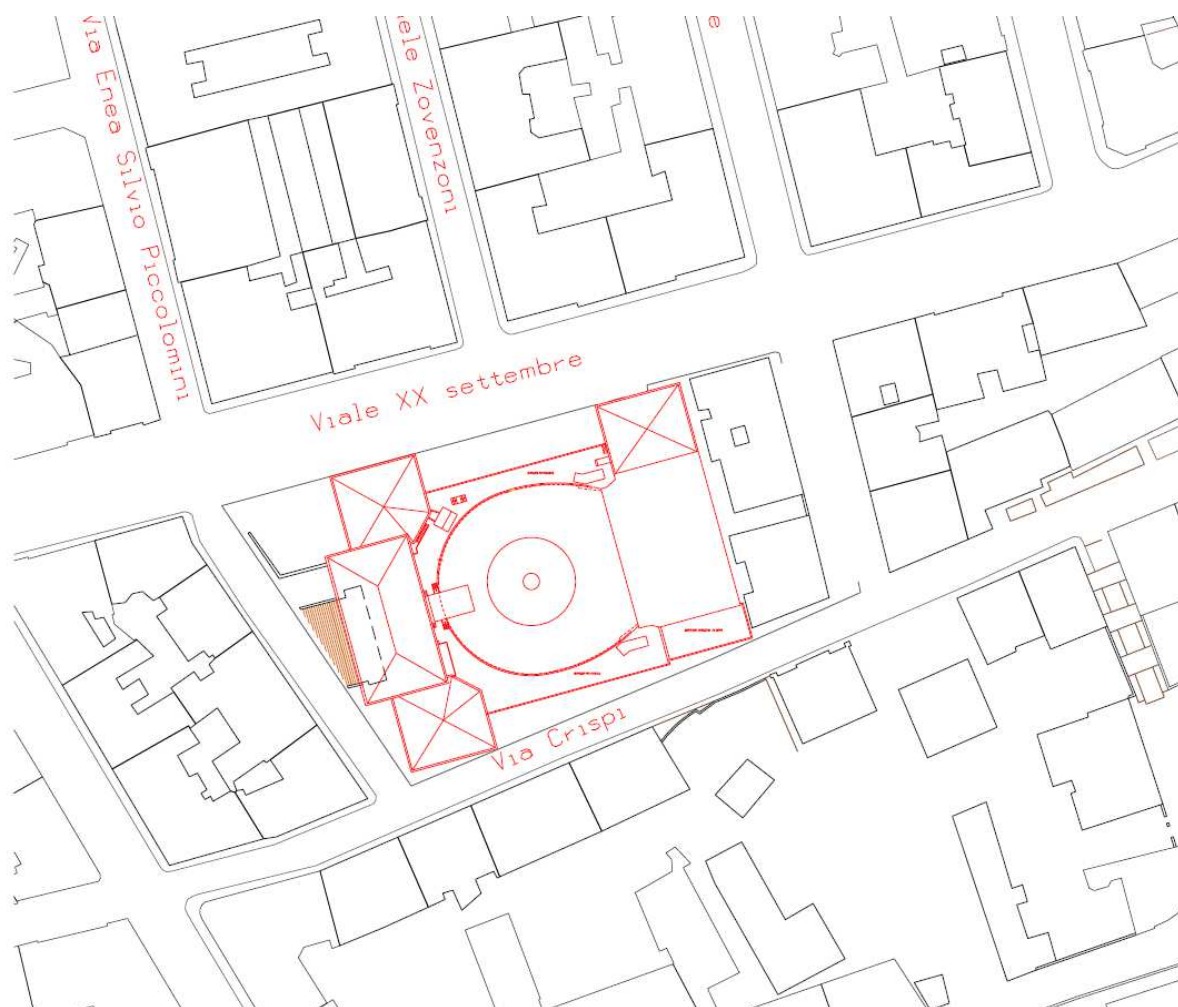 Via Enea Silvio Piccolomini
ele Zovenzoni
e
Viale XX settembre
Via Crispi